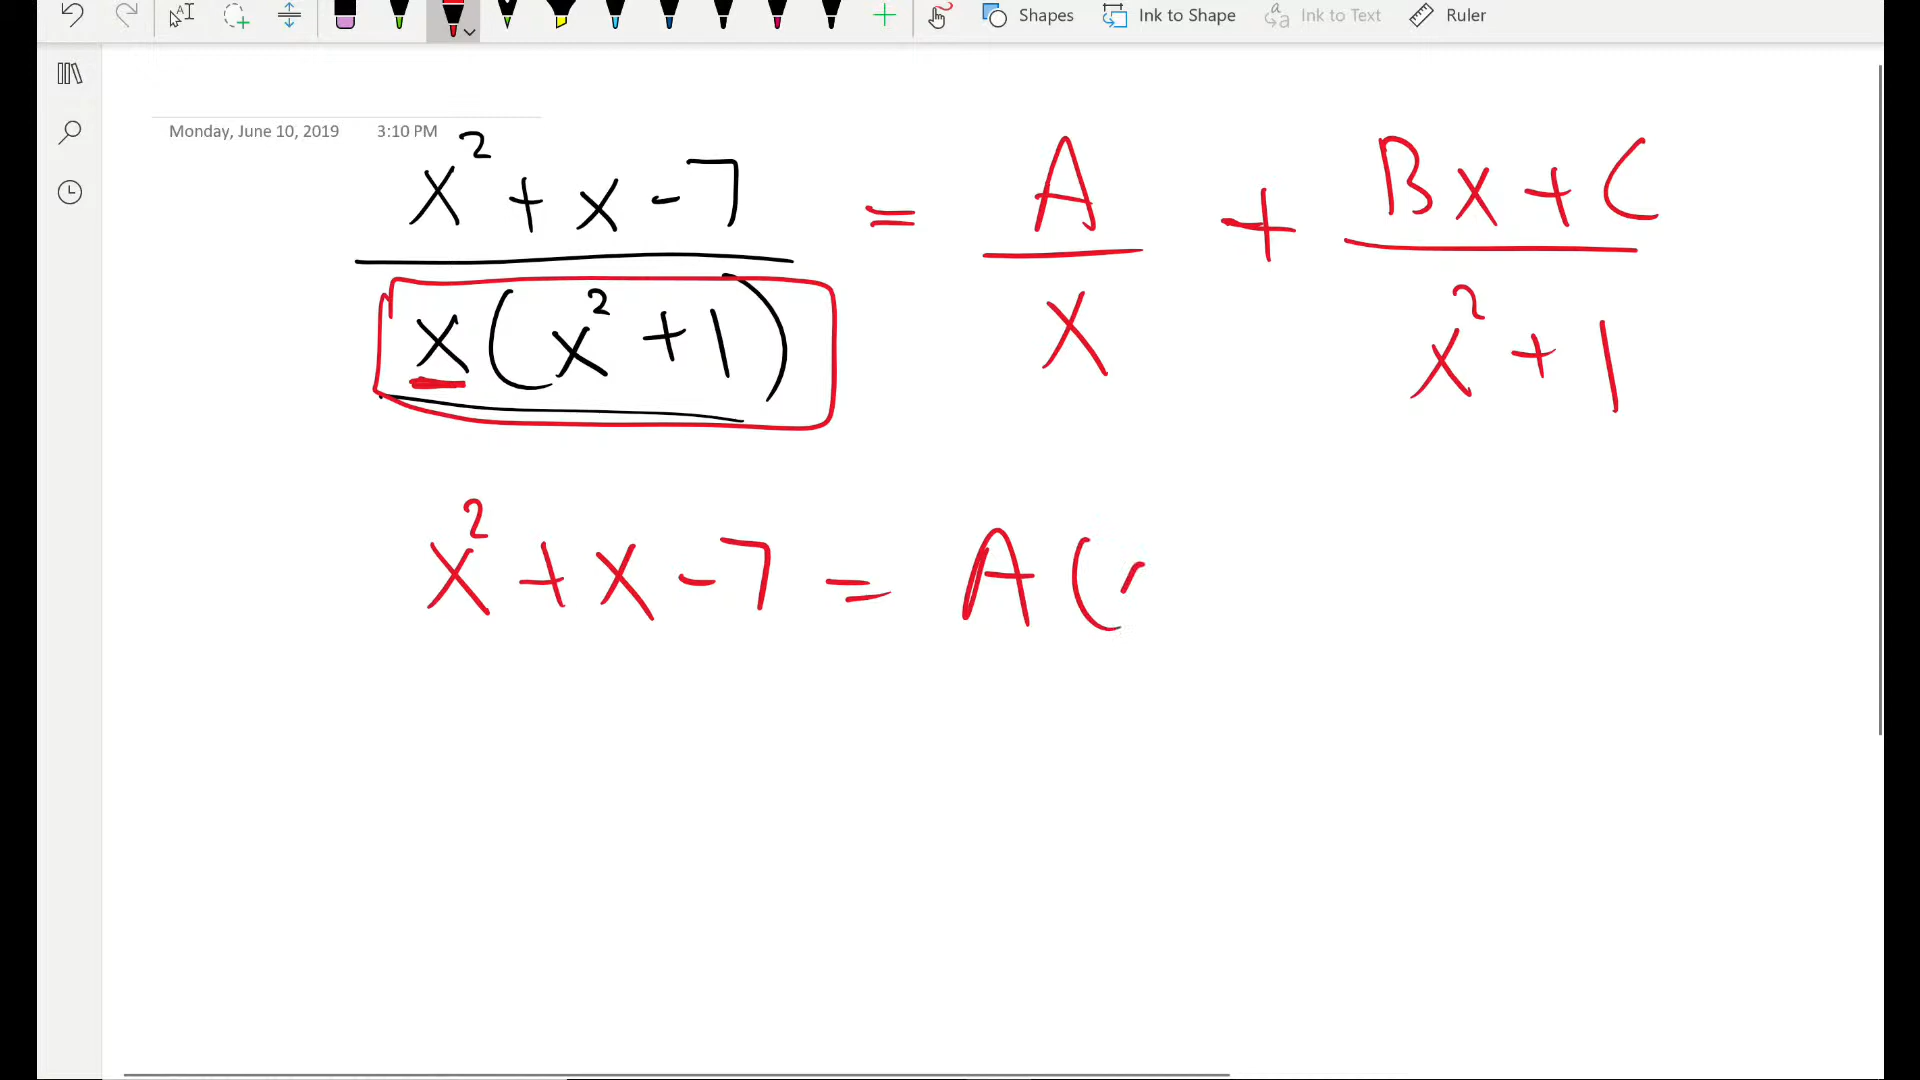 Shapes Ink to Shape Ink to Text Ruler
Monday, June 10, 2019 3:10 PM
x² + x - 7 = A + Bx + C
x(x² + 1) x x² + 1
x² + x - 7 = A (